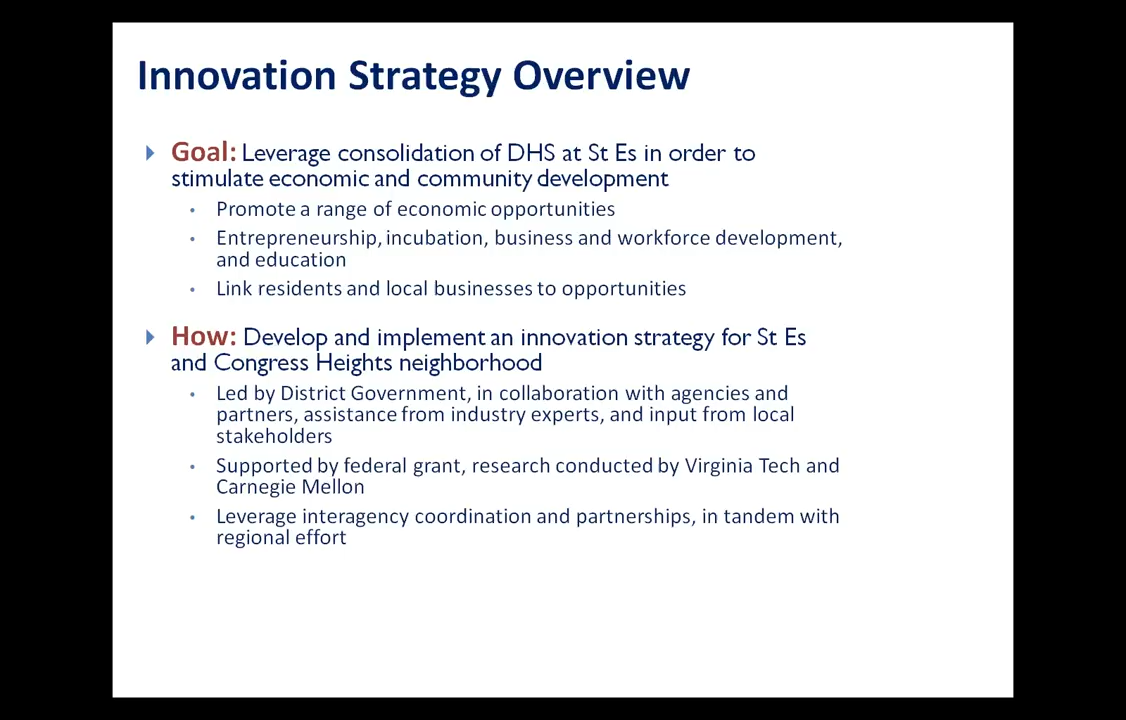 Innovation Strategy Overview
Goal: Leverage consolidation of DHS at St Es in order to
stimulate economic and community development
• Promote a range of economic opportunities
• Entrepreneurship, incubation, business and workforce development,
and education
• Link residents and local businesses to opportunities
How: Develop and implement an innovation strategy for St Es
and Congress Heights neighborhood
• Led by District Government, in collaboration with agencies and
partners, assistance from industry experts, and input from local
stakeholders
• Supported by federal grant, research conducted by Virginia Tech and
Carnegie Mellon
• Leverage interagency coordination and partnerships, in tandem with
regional effort